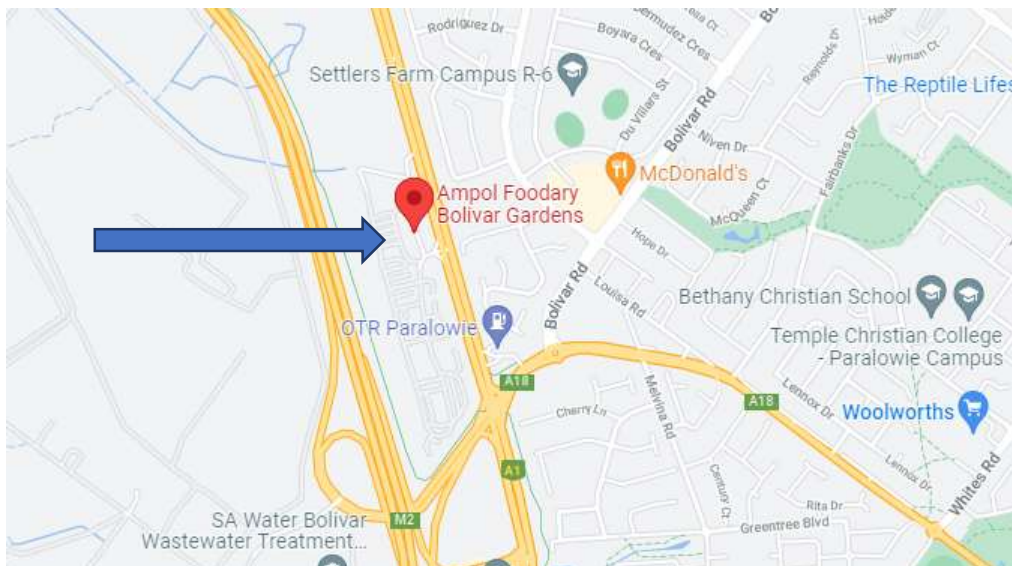 Rodriguez Dr
Bermudez Cres
Boyara Cres
Reynolds Dr
Wyman Ct
Settlers Farm Campus R-6
Du Villars St
Bolivar Rd
The Reptile Lifes
Niven Dr
Fairbanks Dr
McDonald's
Ampol Foodary
Bolivar Gardens
McQueen Ct
Hope Dr
Bolivar Rd
Louisa Rd
Bethany Christian School
OTR Paralowie
Temple Christian College
- Paralowie Campus
A18
Cherry Ln
Melvina Rd
A18
Lennox Dr
Woolworths
A1
Century Ct
Lennox Dr
Whites Rd
Rita Dr
M2
Greentree Blvd
SA Water Bolivar
Wastewater Treatment...